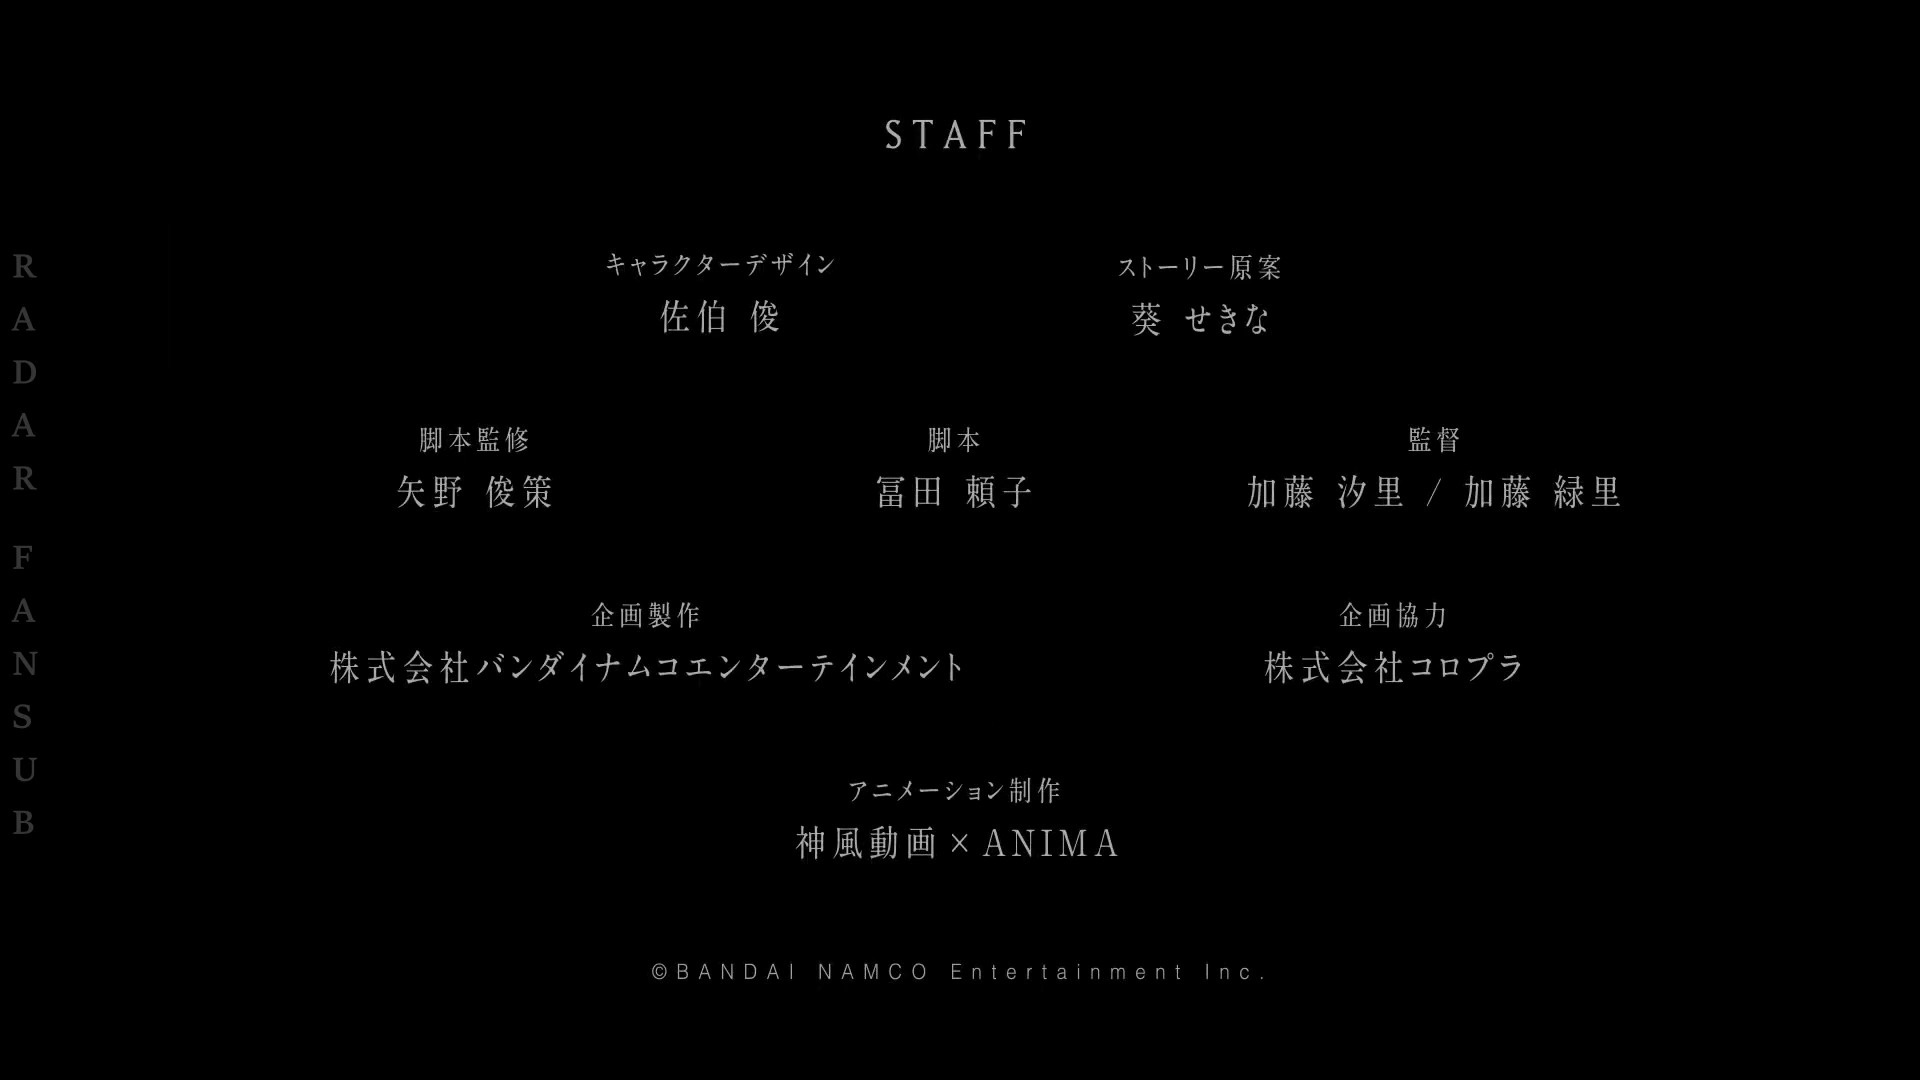 STAFF
キャラクターデザイン
佐伯 俊
ストーリー原案
葵 せきな
脚本監修
矢野 俊策
脚本
冨田 頼子
監督
加藤 汐里 / 加藤 緑里
企画製作
株式会社バンダイナムコエンターテインメント
企画協力
株式会社コロプラ
アニメーション制作
神風動画×ANIMA
©BANDAI NAMCO Entertainment Inc.
RADAR FANSUB